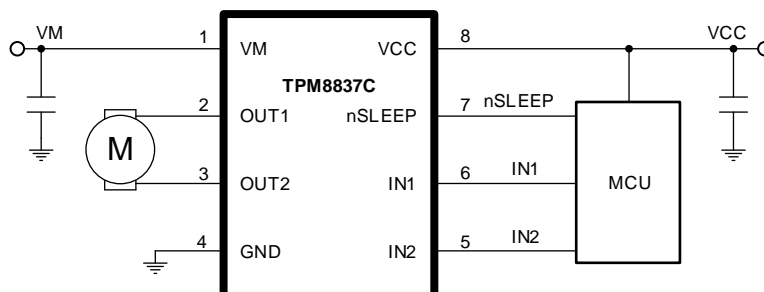 VM 1 VM VCC 8 VCC
TPM8837C
2 OUT1 nSLEEP 7 nSLEEP
M
3 OUT2 IN1 6 IN1 MCU
4 GND IN2 5 IN2